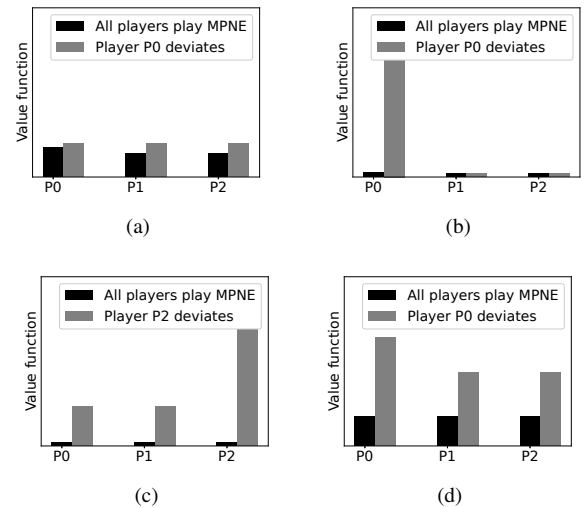 All players play MPNE
Player P0 deviates
Value function
P0 P1 P2
(a)
All players play MPNE
Player P0 deviates
Value function
P0 P1 P2
(b)
All players play MPNE
Player P2 deviates
Value function
P0 P1 P2
(c)
All players play MPNE
Player P0 deviates
Value function
P0 P1 P2
(d)